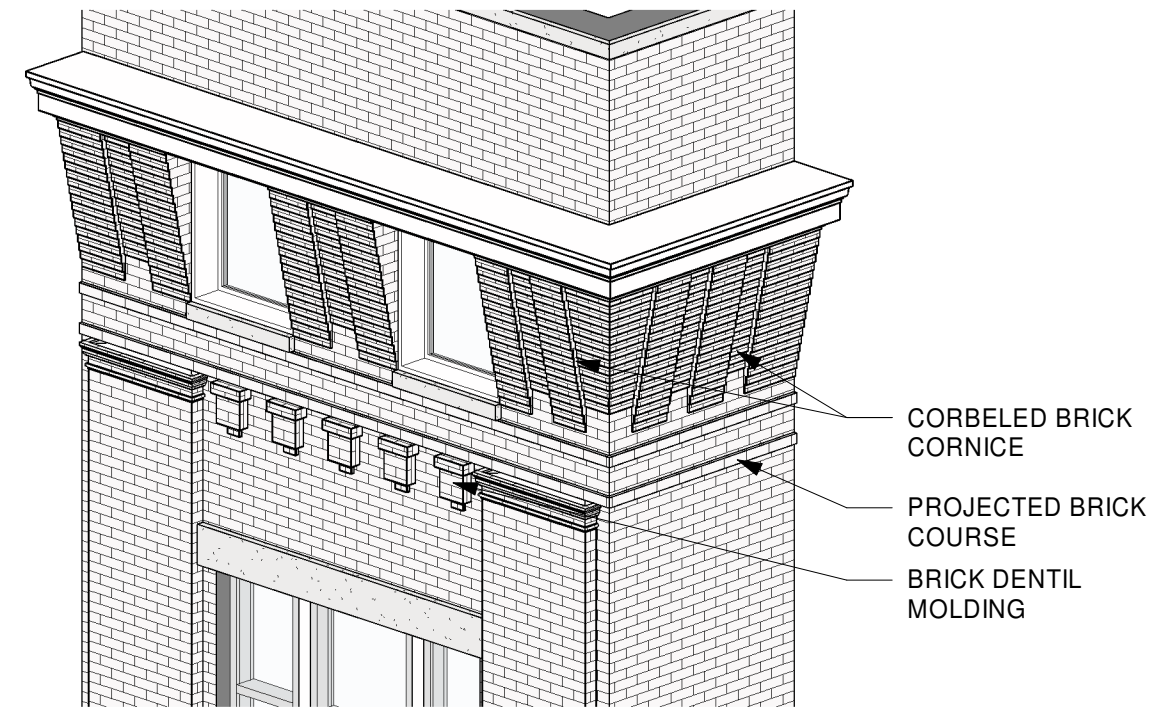 CORBELED BRICK
CORNICE
PROJECTED BRICK
COURSE
BRICK DENTIL
MOLDING